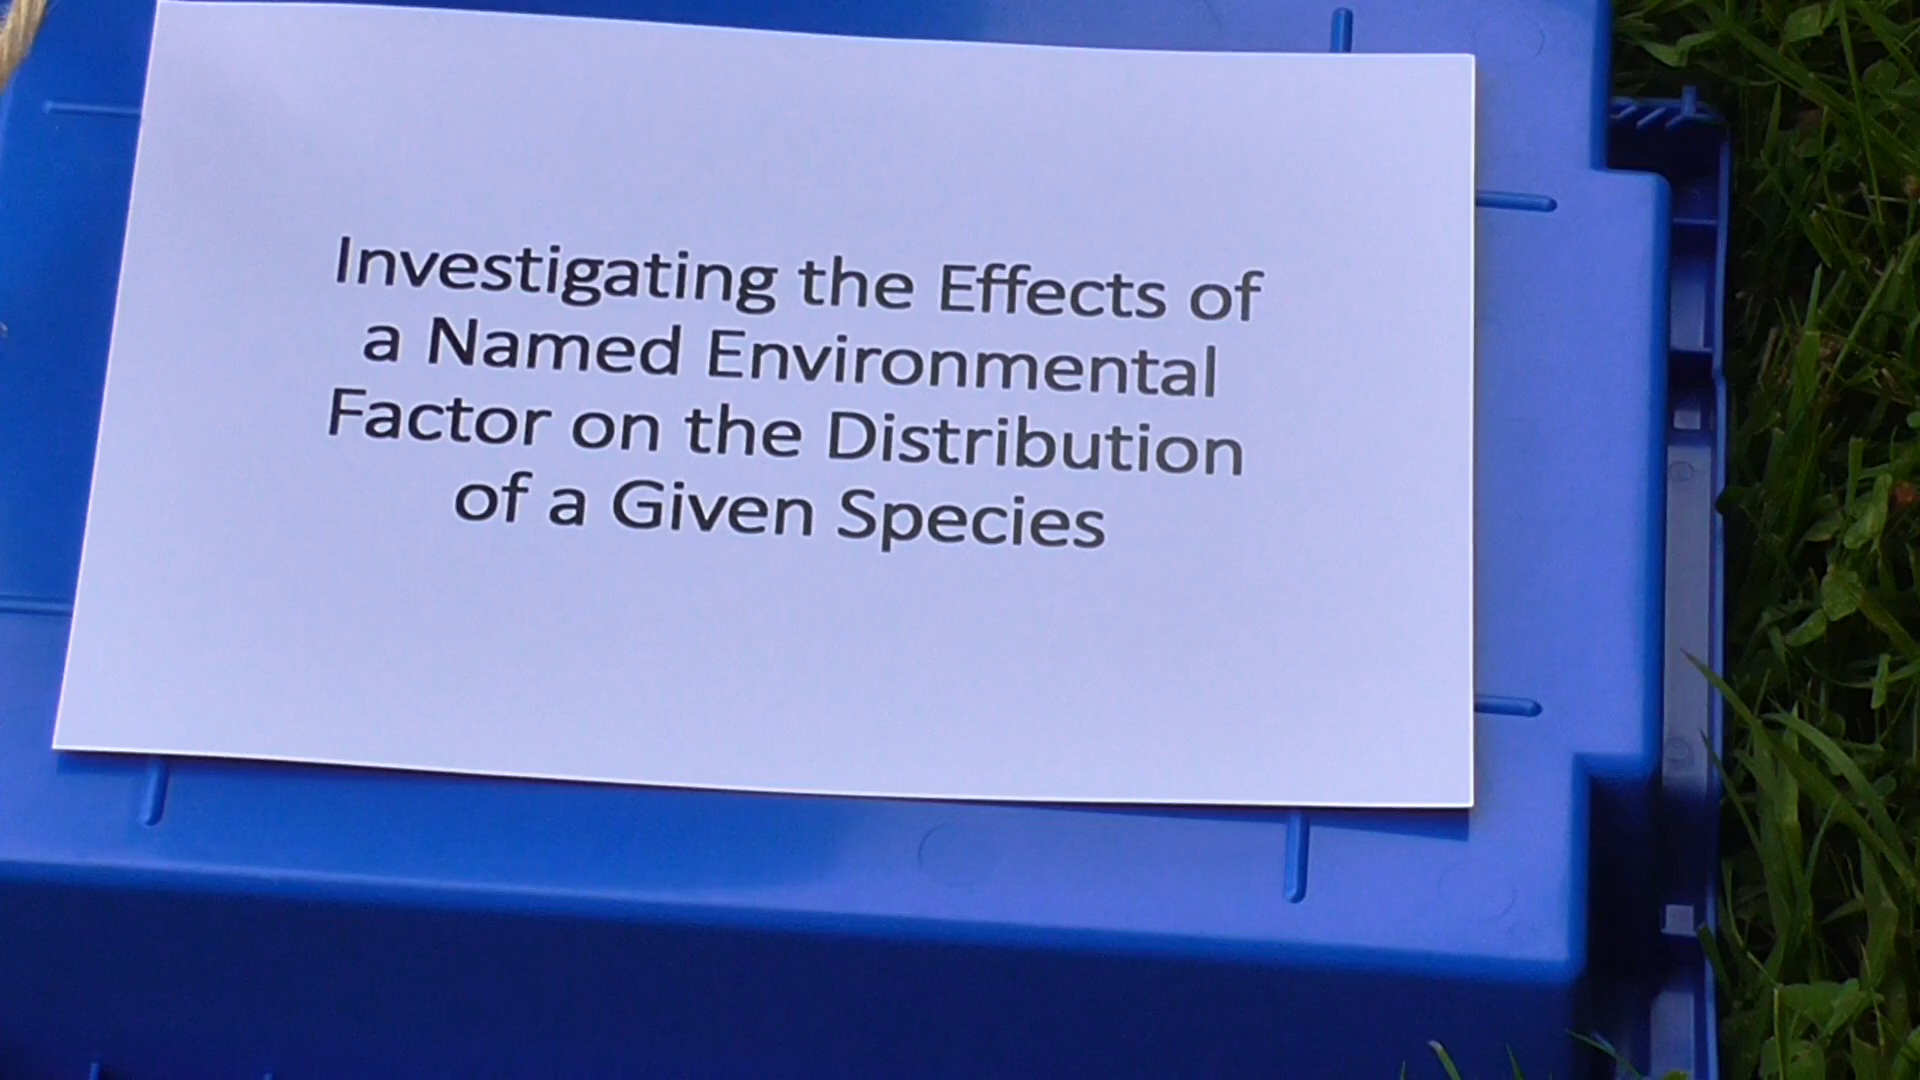 Investigating the Effects of
a Named Environmental
Factor on the Distribution
of a Given Species